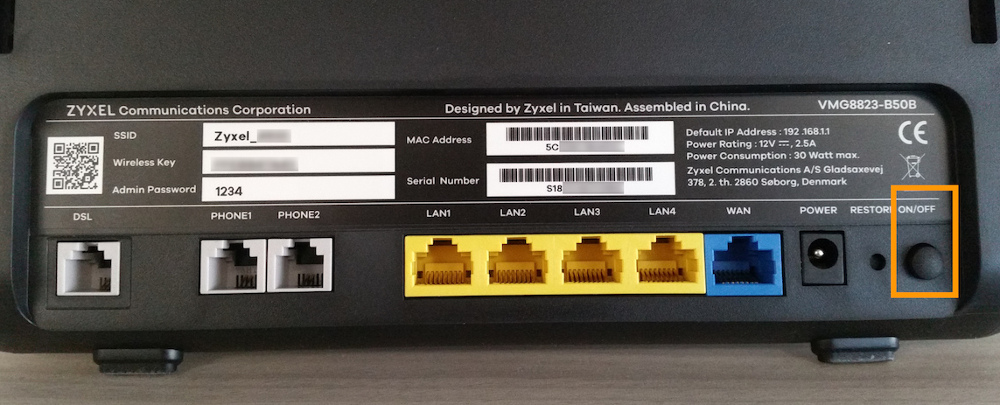 ZYXEL Communications Corporation
Designed by Zyxel in Taiwan. Assembled in China.
VMG8823-B50B
SSID
Zyxel_
Wireless Key
Admin Password
1234
MAC Address
5C
Serial Number
S18
Default IP Address : 192.168.1.1
Power Rating : 12V ⎓, 2.5A
Power Consumption : 30 Watt max.
Zyxel Communications A/S Gladsaxevej
378, 2. th. 2860 Søborg, Denmark
CE
DSL
PHONE1
PHONE2
LAN1
LAN2
LAN3
LAN4
WAN
POWER
RESTORE
ON/OFF